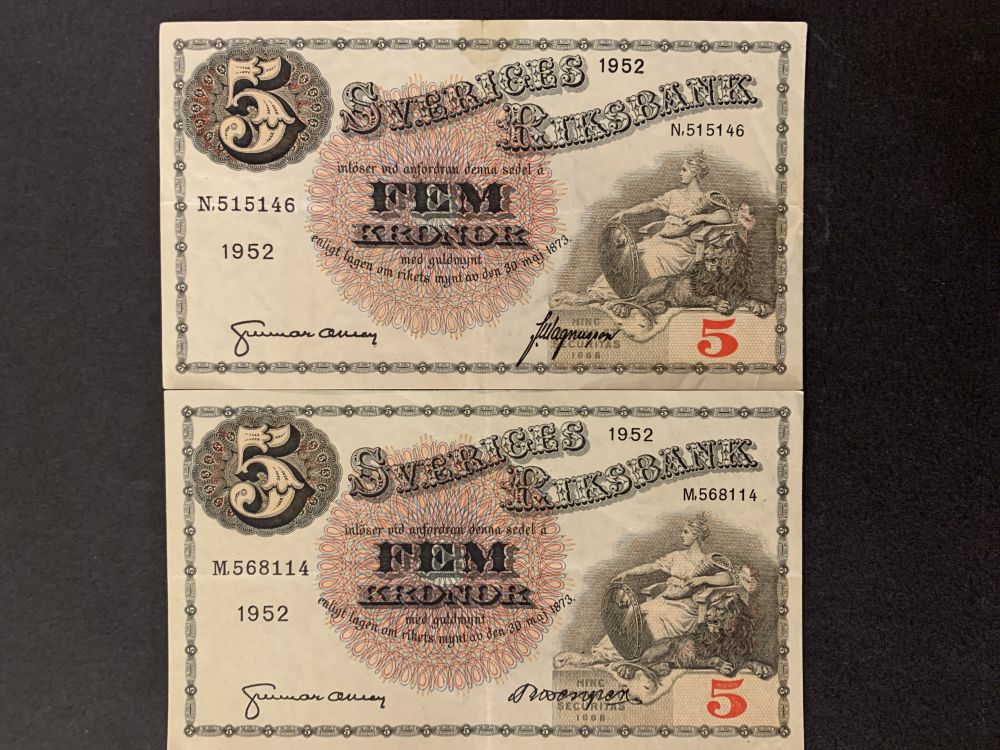 5
SVERIGES 1952
RIKSBANK
N,515146
inlöser vid anfordran denna sedel å
FEM
KRONOR
med guldmynt
enligt lagen om rikets mynt av den 30 maj 1873.
N,515146
1952
HINC
SECURITAS
1668
5
5
SVERIGES 1952
RIKSBANK
M,568114
inlöser vid anfordran denna sedel å
FEM
KRONOR
med guldmynt
enligt lagen om rikets mynt av den 30 maj 1873.
M,568114
1952
HINC
SECURITAS
1668
5